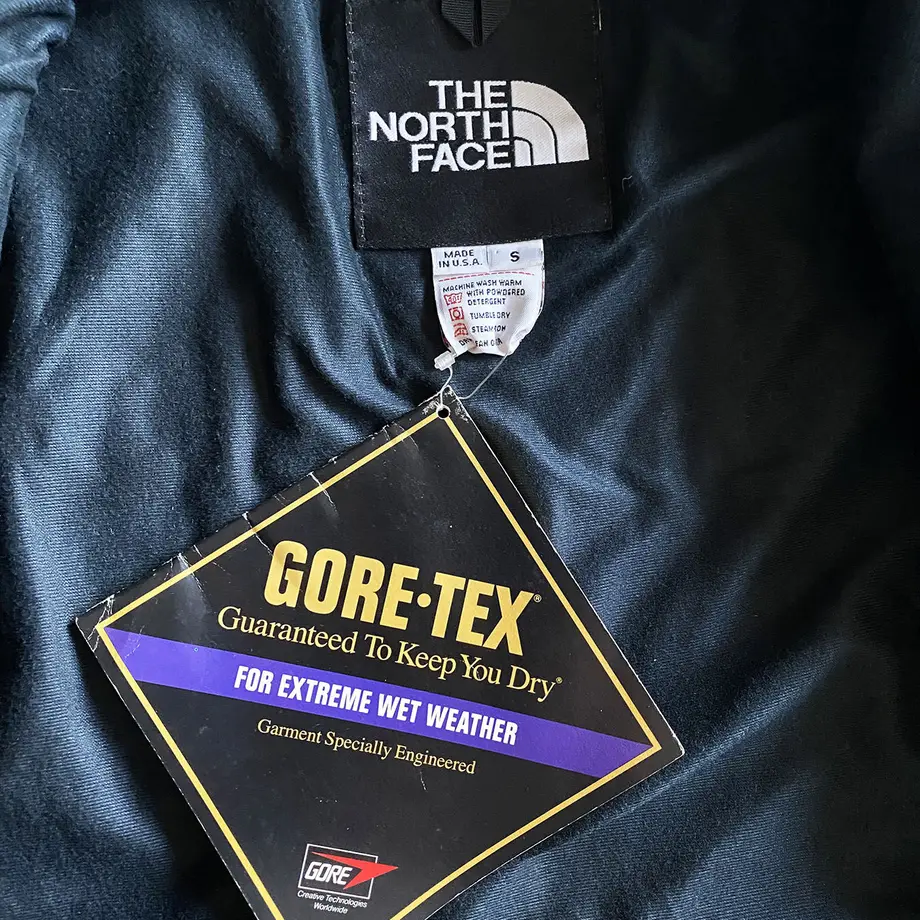 THE
NORTH
FACE
MADE
IN U.S.A.
S
MACHINE WASH WARM
WITH POWDERED
DETERGENT
TUMBLE DRY
STEAM
GORE·TEX®
Guaranteed To Keep You Dry®
FOR EXTREME WET WEATHER
Garment Specially Engineered
GORE
Creative Technologies
Worldwide